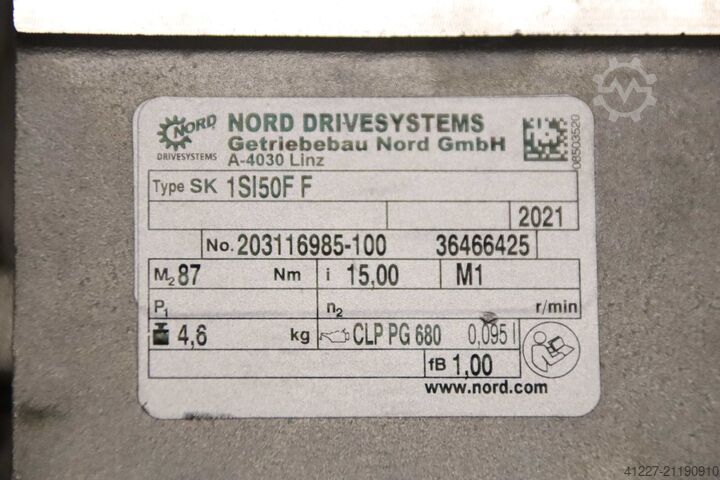 NORD
DRIVESYSTEMS
NORD DRIVESYSTEMS
Getriebebau Nord GmbH
A-4030 Linz
08503520
Type SK 1SI50F F
2021
No. 203116985-100 36466425
M2 87 Nm i 15,00 M1
P1 n2 r/min
4,6 kg CLP PG 680 0,095 l
fB 1,00
www.nord.com
41227-21190910